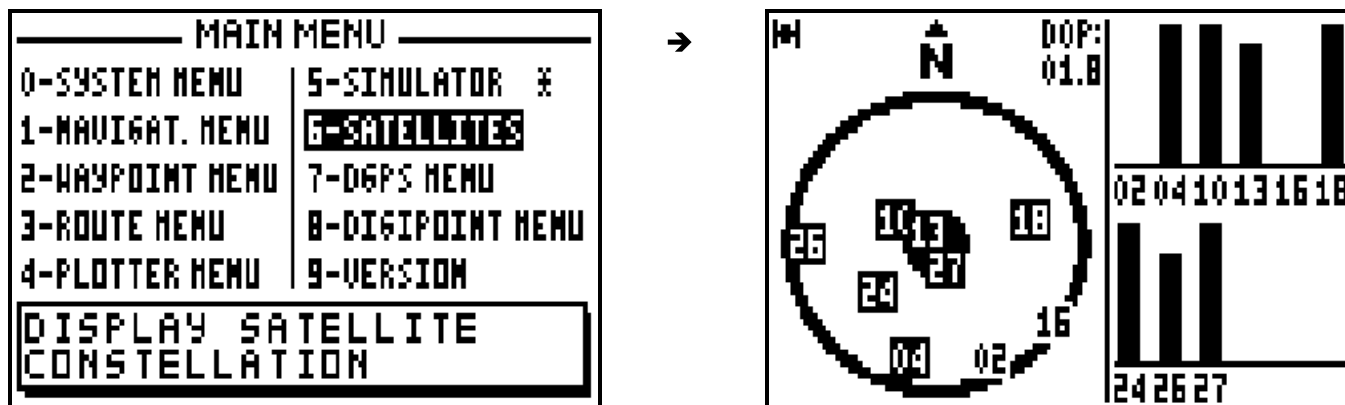 MAIN MENU
0-SYSTEM MENU
1-NAVIGAT. MENU
2-WAYPOINT MENU
3-ROUTE MENU
4-PLOTTER MENU
5-SIMULATOR *
6-SATELLITES
7-DGPS MENU
8-DIGIPOINT MENU
9-VERSION
DISPLAY SATELLITE
CONSTELLATION
➔
N
DOP:
01.8
10
13
18
26
27
24
16
04
02
02 04 10 13 16 18
24 26 27